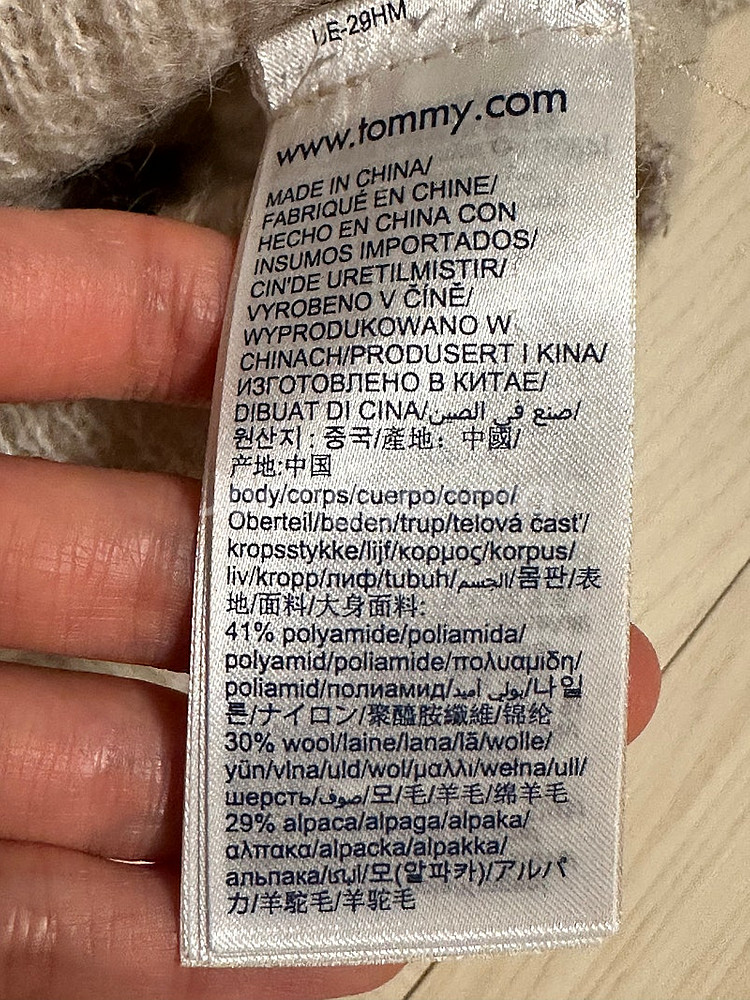 UE-29HM
www.tommy.com
MADE IN CHINA/
FABRIQUÉ EN CHINE/
HECHO EN CHINA CON
INSUMOS IMPORTADOS/
CIN'DE URETILMISTIR/
VYROBENO V ČÍNĚ/
WYPRODUKOWANO W
CHINACH/PRODUSERT I KINA/
ИЗГОТОВЛЕНО В КИТАЕ/
DIBUAT DI CINA/صنع في الصين/
원산지 : 중국/產地: 中國/
产地:中国
body/corps/cuerpo/corpo/
Oberteil/beden/trup/telová čast'/
kropsstykke/lijf/κορμος/korpus/
liv/kropp/лиф/tubuh/الجسم/몸판/表
地/面料/大身面料:
41% polyamide/poliamida/
polyamid/poliamide/πολυαμιδη/
poliamid/полиамид/بولي أميد/나일
론/ナイロン/聚醯胺纖維/锦纶
30% wool/laine/lana/lã/wolle/
yün/vlna/uld/wol/μαλλι/wełna/ull/
шерсть/صوف/모/毛/羊毛/绵羊毛
29% alpaca/alpaga/alpaka/
αλπακα/alpacka/alpakka/
альпака/모(알파카)/アルパ
カ/羊駝毛/羊驼毛